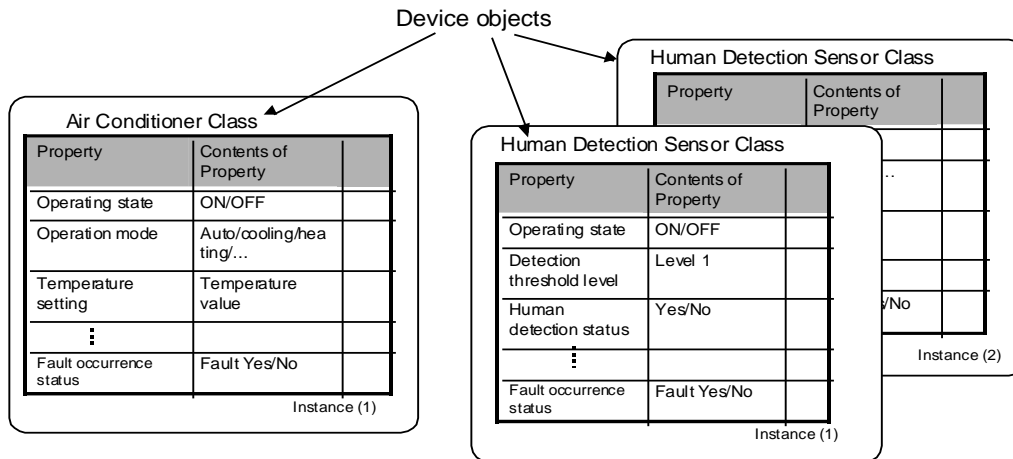 Device objects
Human Detection Sensor Class
Property Contents of
Property
…
s/No
Instance (2)
Air Conditioner Class
Property Contents of
Property
Operating state ON/OFF
Operation mode Auto/cooling/hea
ting/…
Temperature Temperature
setting value
Fault occurrence Fault Yes/No
status
Instance (1)
Human Detection Sensor Class
Property Contents of
Property
Operating state ON/OFF
Detection Level 1
threshold level
Human Yes/No
detection status
Fault occurrence Fault Yes/No
status
Instance (1)